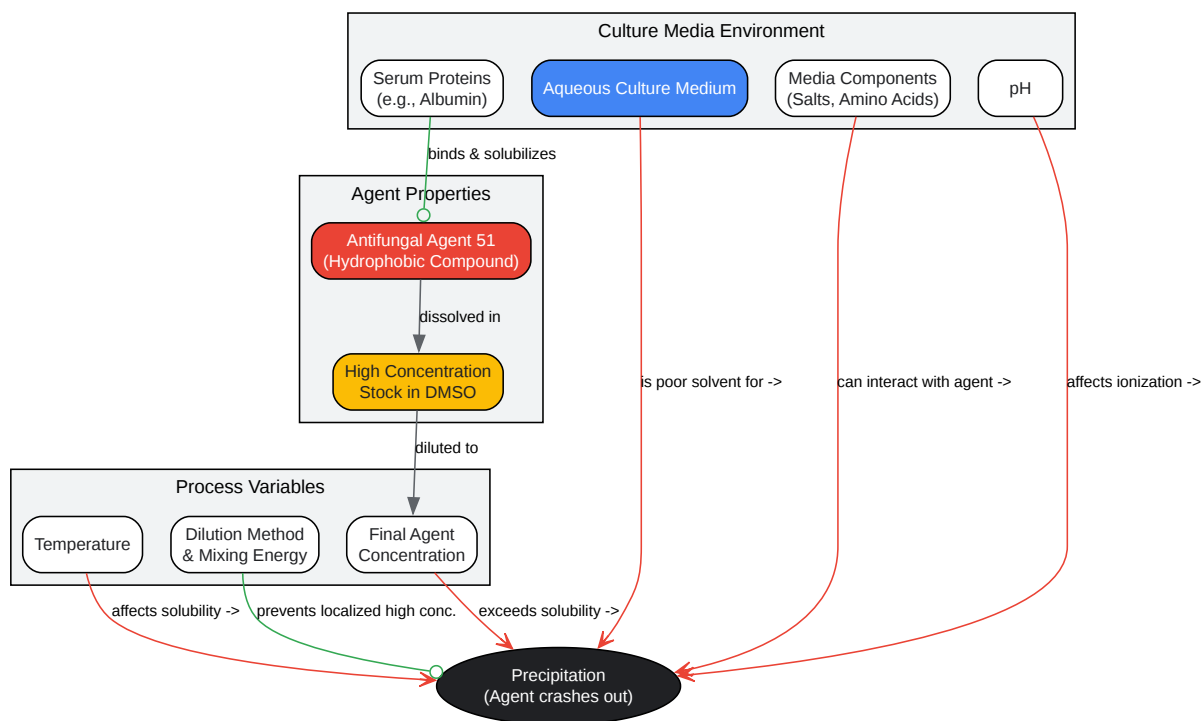 Culture Media Environment
Serum Proteins
(e.g., Albumin)
Aqueous Culture Medium
Media Components
(Salts, Amino Acids)
pH
binds & solubilizes
Agent Properties
Antifungal Agent 51
(Hydrophobic Compound)
dissolved in
High Concentration
Stock in DMSO
is poor solvent for ->
can interact with agent ->
affects ionization ->
diluted to
Process Variables
Temperature
Dilution Method
& Mixing Energy
Final Agent
Concentration
affects solubility ->
prevents localized high conc.
exceeds solubility ->
Precipitation
(Agent crashes out)